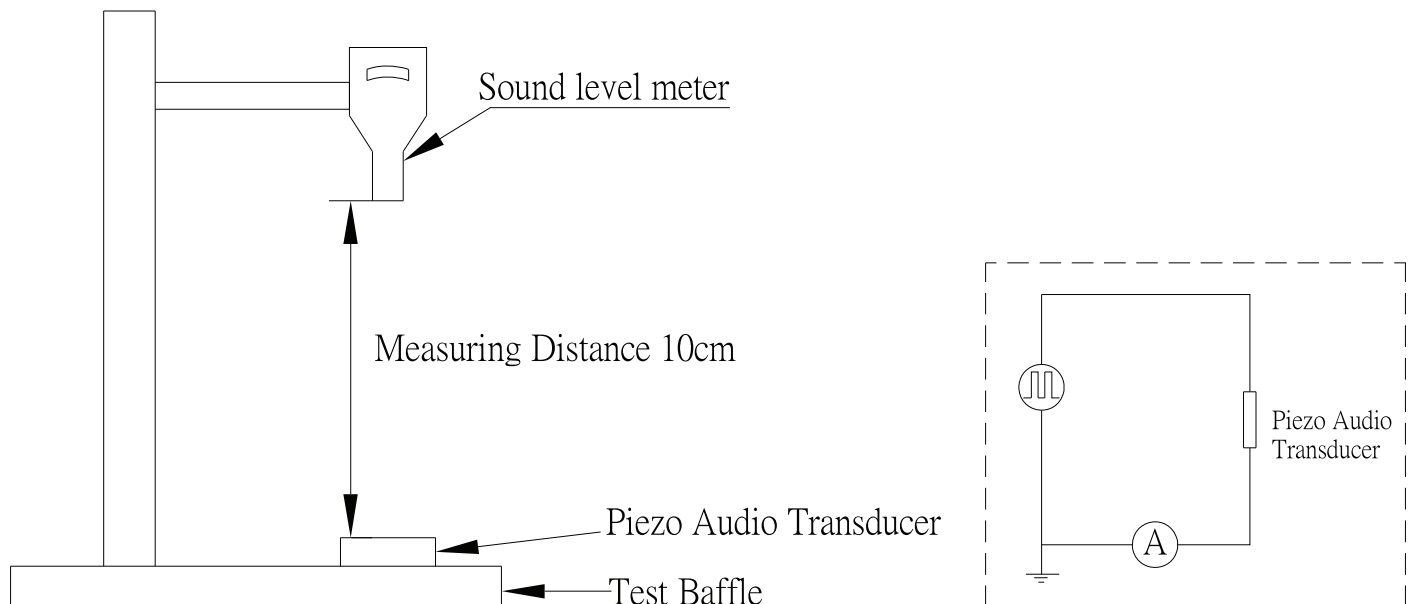 Sound level meter
Measuring Distance 10cm
Piezo Audio Transducer
Test Baffle
Piezo Audio
Transducer
A